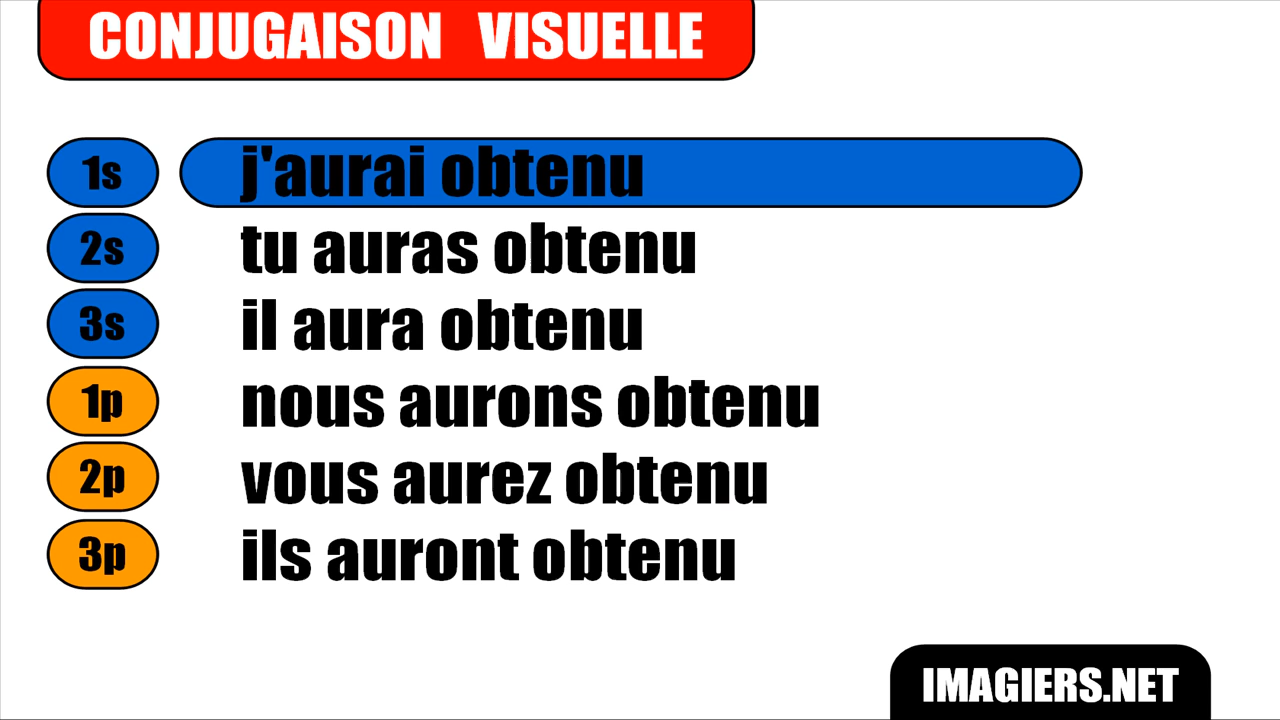 CONJUGAISON VISUELLE
1s j'aurai obtenu
2s tu auras obtenu
3s il aura obtenu
1p nous aurons obtenu
2p vous aurez obtenu
3p ils auront obtenu
IMAGIERS.NET